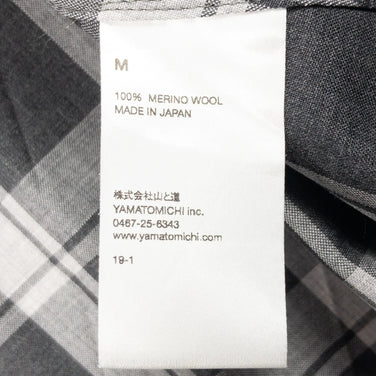 M
100% MERINO WOOL
MADE IN JAPAN
株式会社山と道
YAMATOMICHI inc.
0467-25-6343
www.yamatomichi.com
19-1